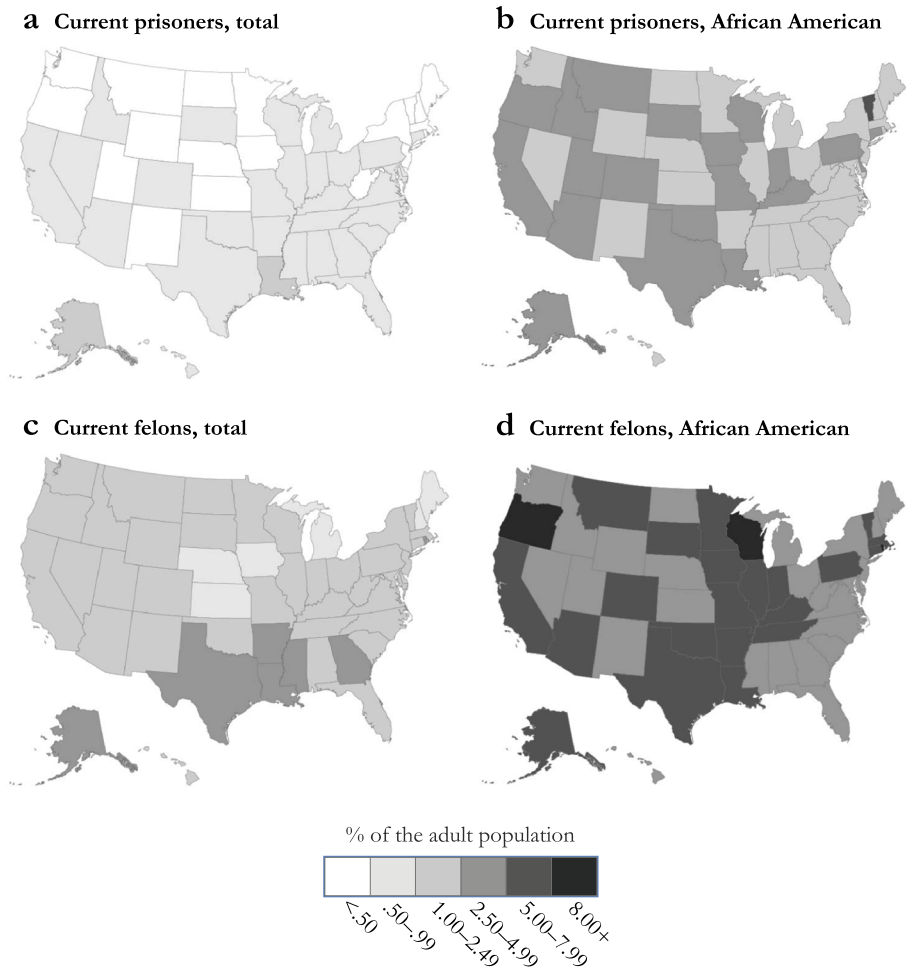 a Current prisoners, total
b Current prisoners, African American
c Current felons, total
d Current felons, African American
% of the adult population
<.50
.50–.99
1.00–2.49
2.50–4.99
5.00–7.99
8.00+